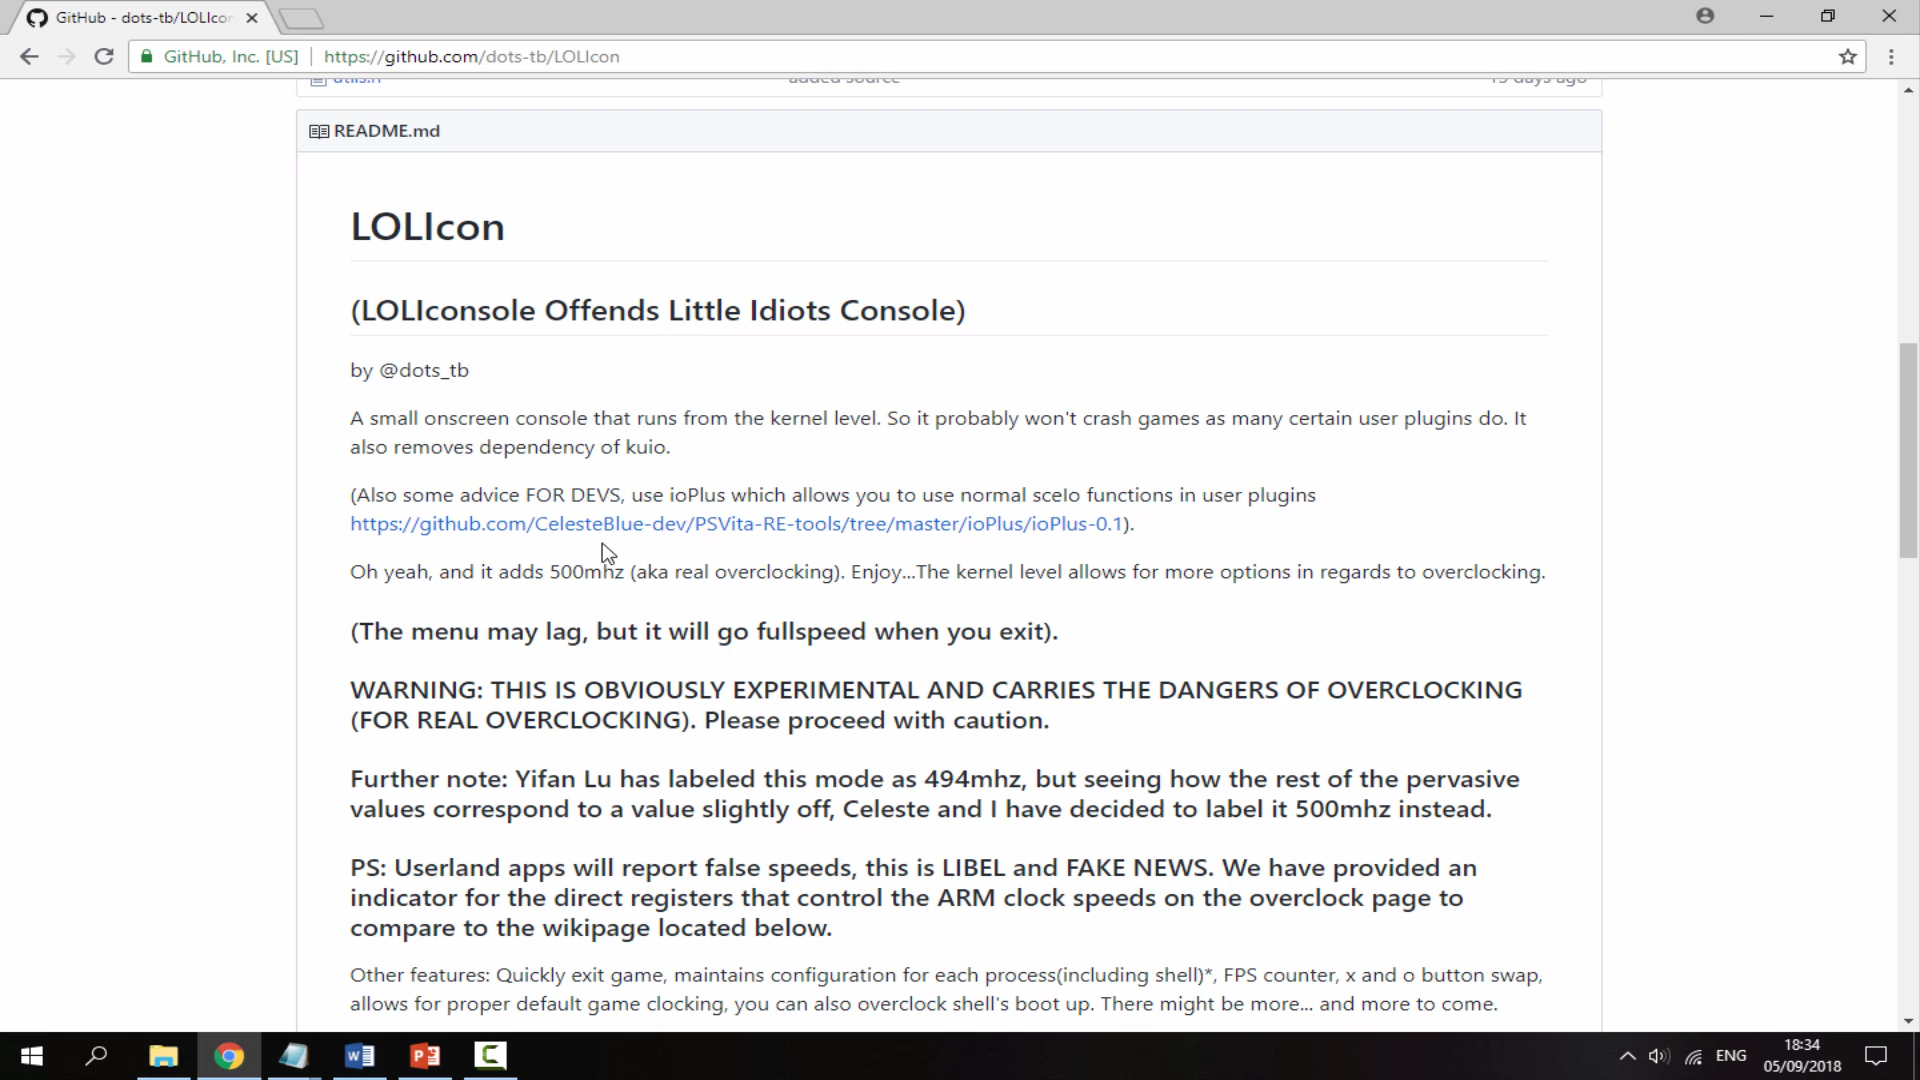 GitHub - dots-tb/LOLIcon
GitHub, Inc. [US] | https://github.com/dots-tb/LOLIcon
utils.h added source 15 days ago
README.md
LOLIcon
(LOLIconsole Offends Little Idiots Console)
by @dots_tb
A small onscreen console that runs from the kernel level. So it probably won't crash games as many certain user plugins do. It
also removes dependency of kuio.
(Also some advice FOR DEVS, use ioPlus which allows you to use normal sceIo functions in user plugins
https://github.com/CelesteBlue-dev/PSVita-RE-tools/tree/master/ioPlus/ioPlus-0.1).
Oh yeah, and it adds 500mhz (aka real overclocking). Enjoy...The kernel level allows for more options in regards to overclocking.
(The menu may lag, but it will go fullspeed when you exit).
WARNING: THIS IS OBVIOUSLY EXPERIMENTAL AND CARRIES THE DANGERS OF OVERCLOCKING
(FOR REAL OVERCLOCKING). Please proceed with caution.
Further note: Yifan Lu has labeled this mode as 494mhz, but seeing how the rest of the pervasive
values correspond to a value slightly off, Celeste and I have decided to label it 500mhz instead.
PS: Userland apps will report false speeds, this is LIBEL and FAKE NEWS. We have provided an
indicator for the direct registers that control the ARM clock speeds on the overclock page to
compare to the wikipage located below.
Other features: Quickly exit game, maintains configuration for each process(including shell)*, FPS counter, x and o button swap,
allows for proper default game clocking, you can also overclock shell's boot up. There might be more... and more to come.
ENG
18:34
05/09/2018